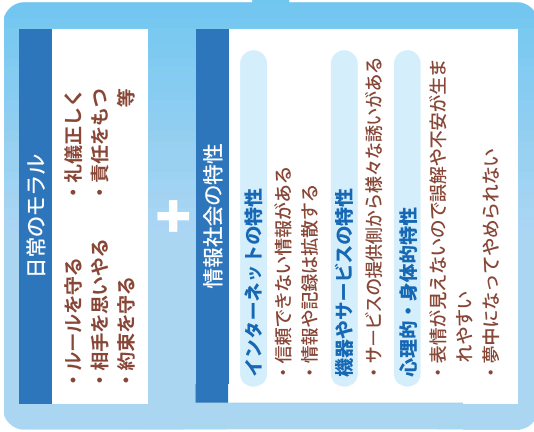 日常のモラル
・ルールを守る ・礼儀正しく
・相手を思いやる ・責任をもつ
・約束を守る 等
+
情報社会の特性
インターネットの特性
・信頼できない情報がある
・情報や記録は拡散する
機器やサービスの特性
・サービスの提供側から様々な誘いがある
心理的・身体的特性
・表情が見えないので誤解や不安が生ま
れやすい
・夢中になってやめられない